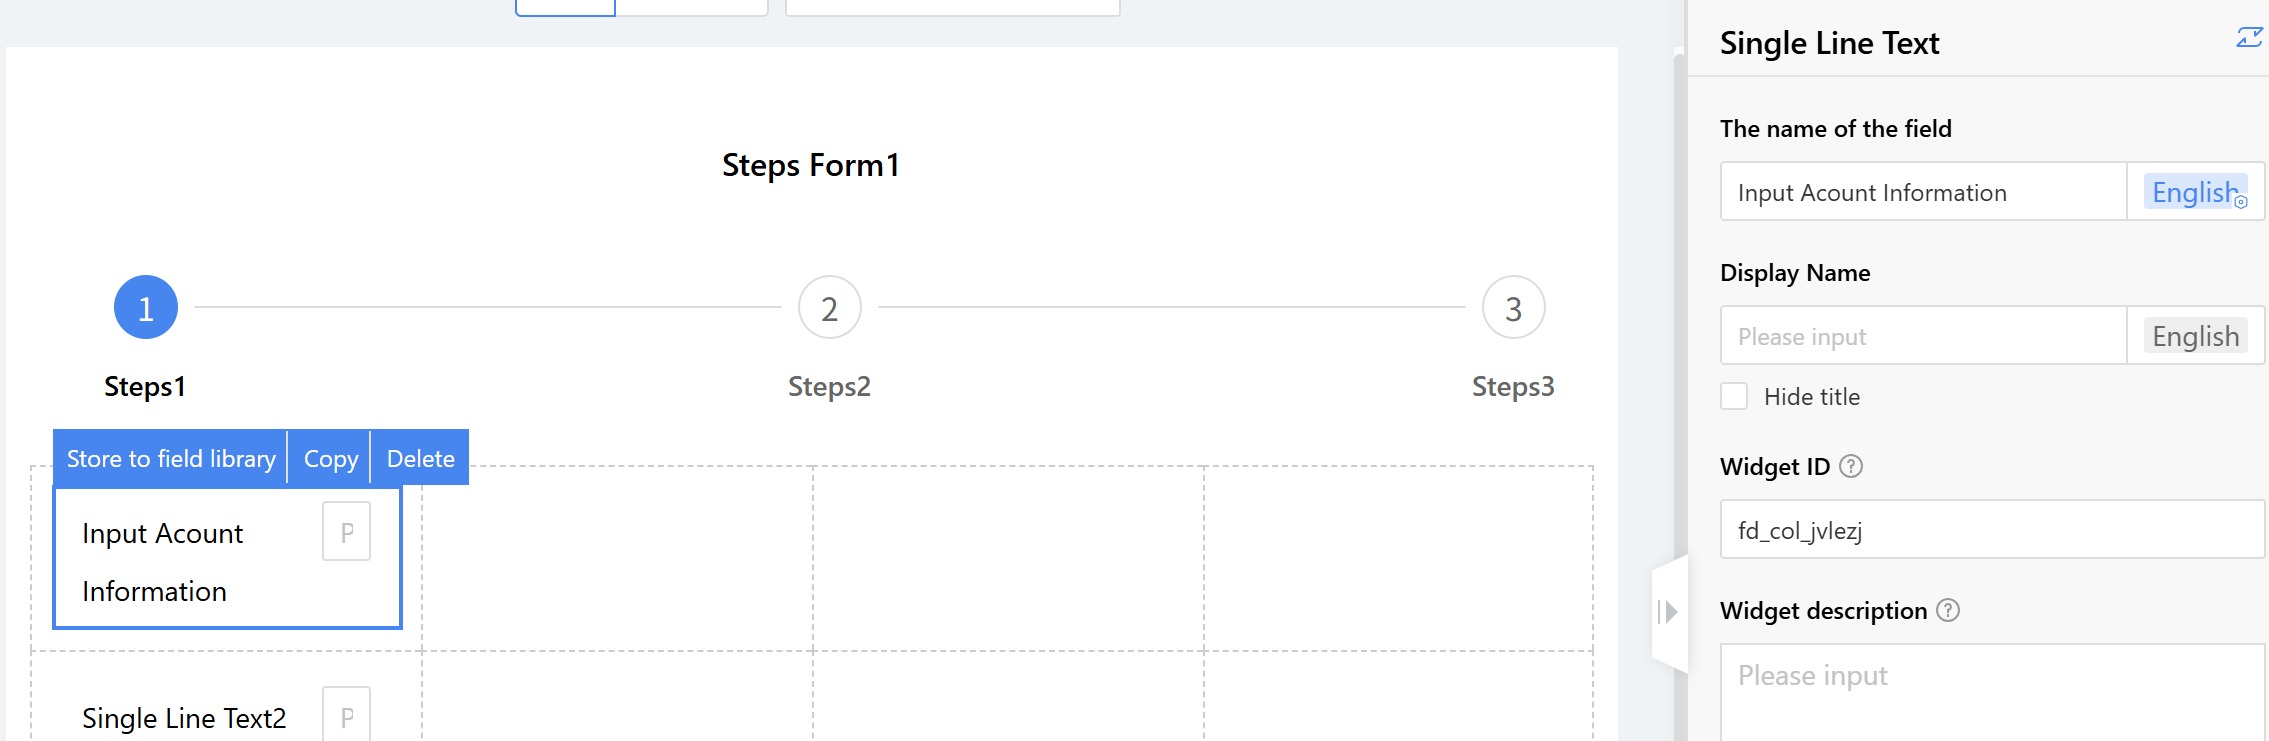 Steps Form1
1
2
3
Steps1
Steps2
Steps3
Store to field library
Copy
Delete
Input Acount
Information
P
Single Line Text2
P
Single Line Text
The name of the field
Input Acount Information
English
Display Name
Please input
English
Hide title
Widget ID ?
fd_col_jvlezj
Widget description ?
Please input